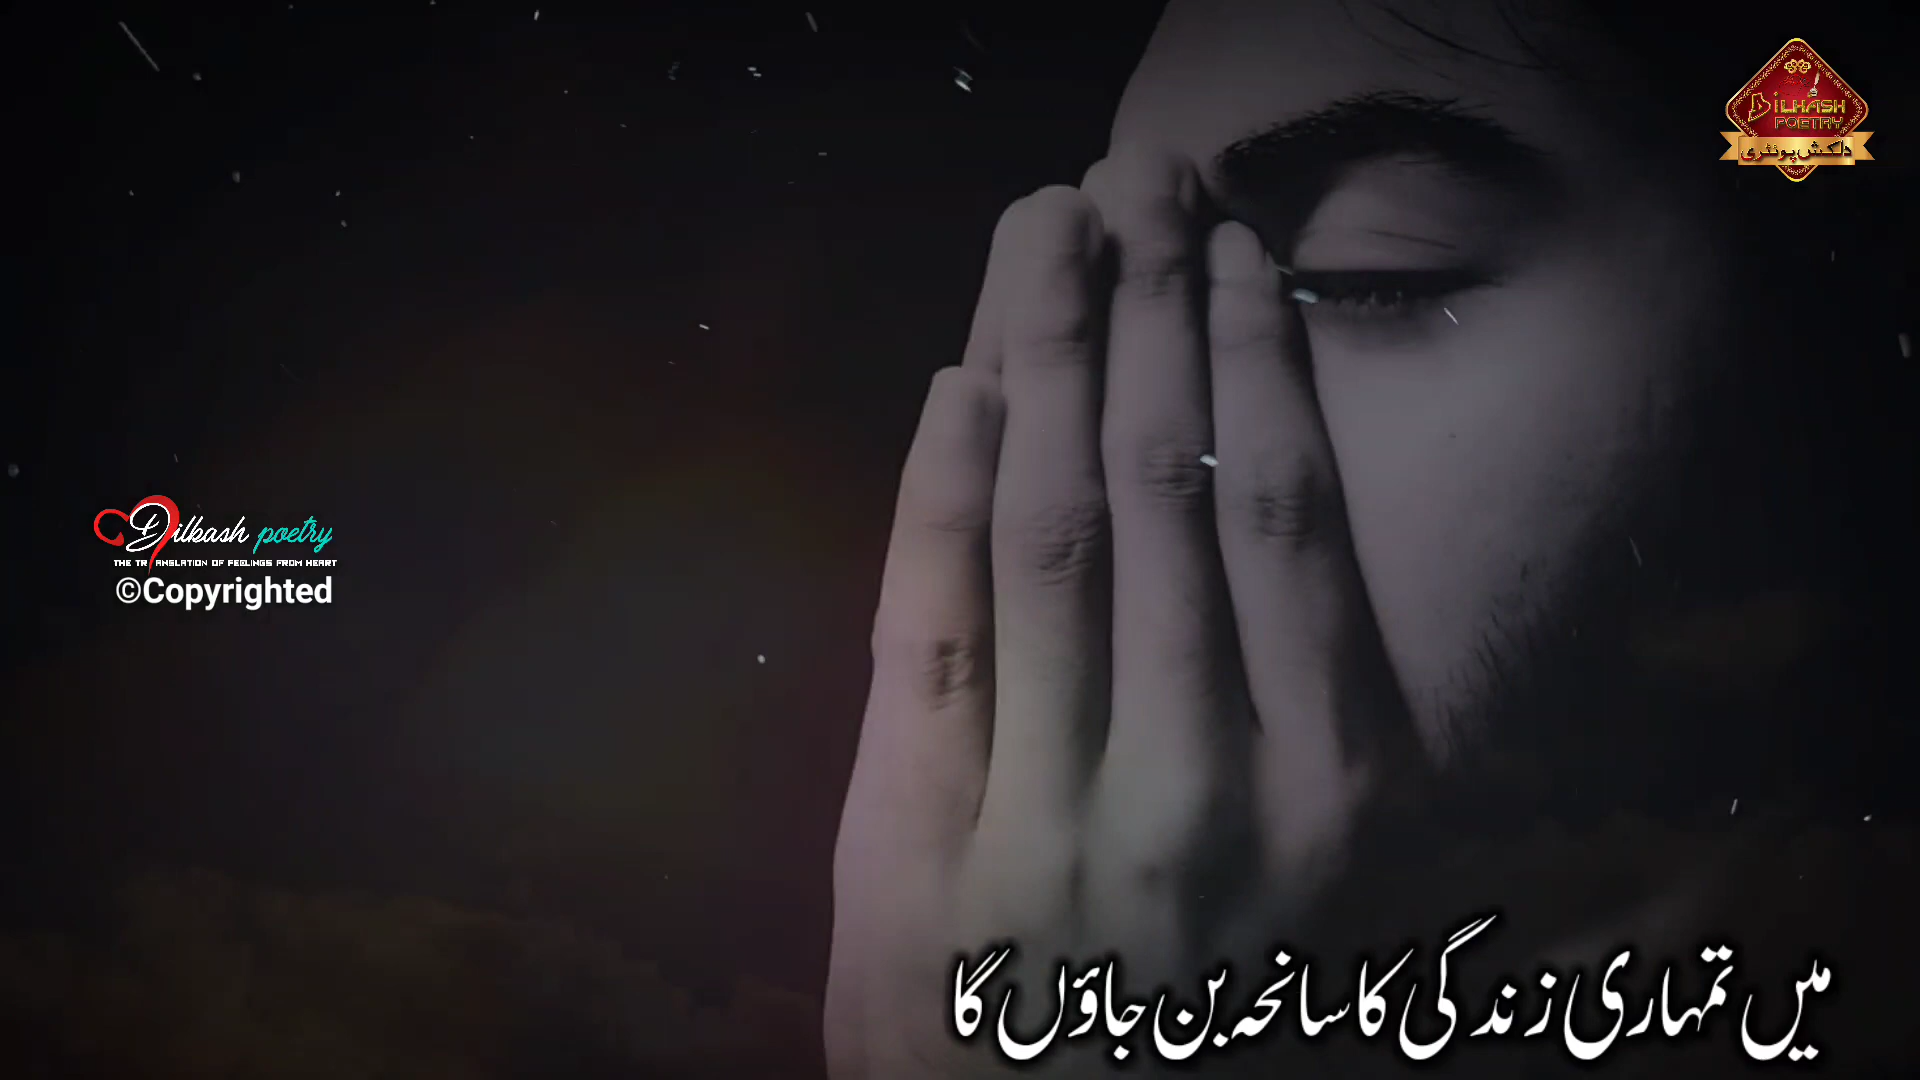 DILKASH
POETRY
دلکش پوئٹری
Dilkash poetry
THE TRANSLATION OF FEELINGS FROM HEART
©Copyrighted
میں تمہاری زندگی کا سانحہ بن جاؤں گا